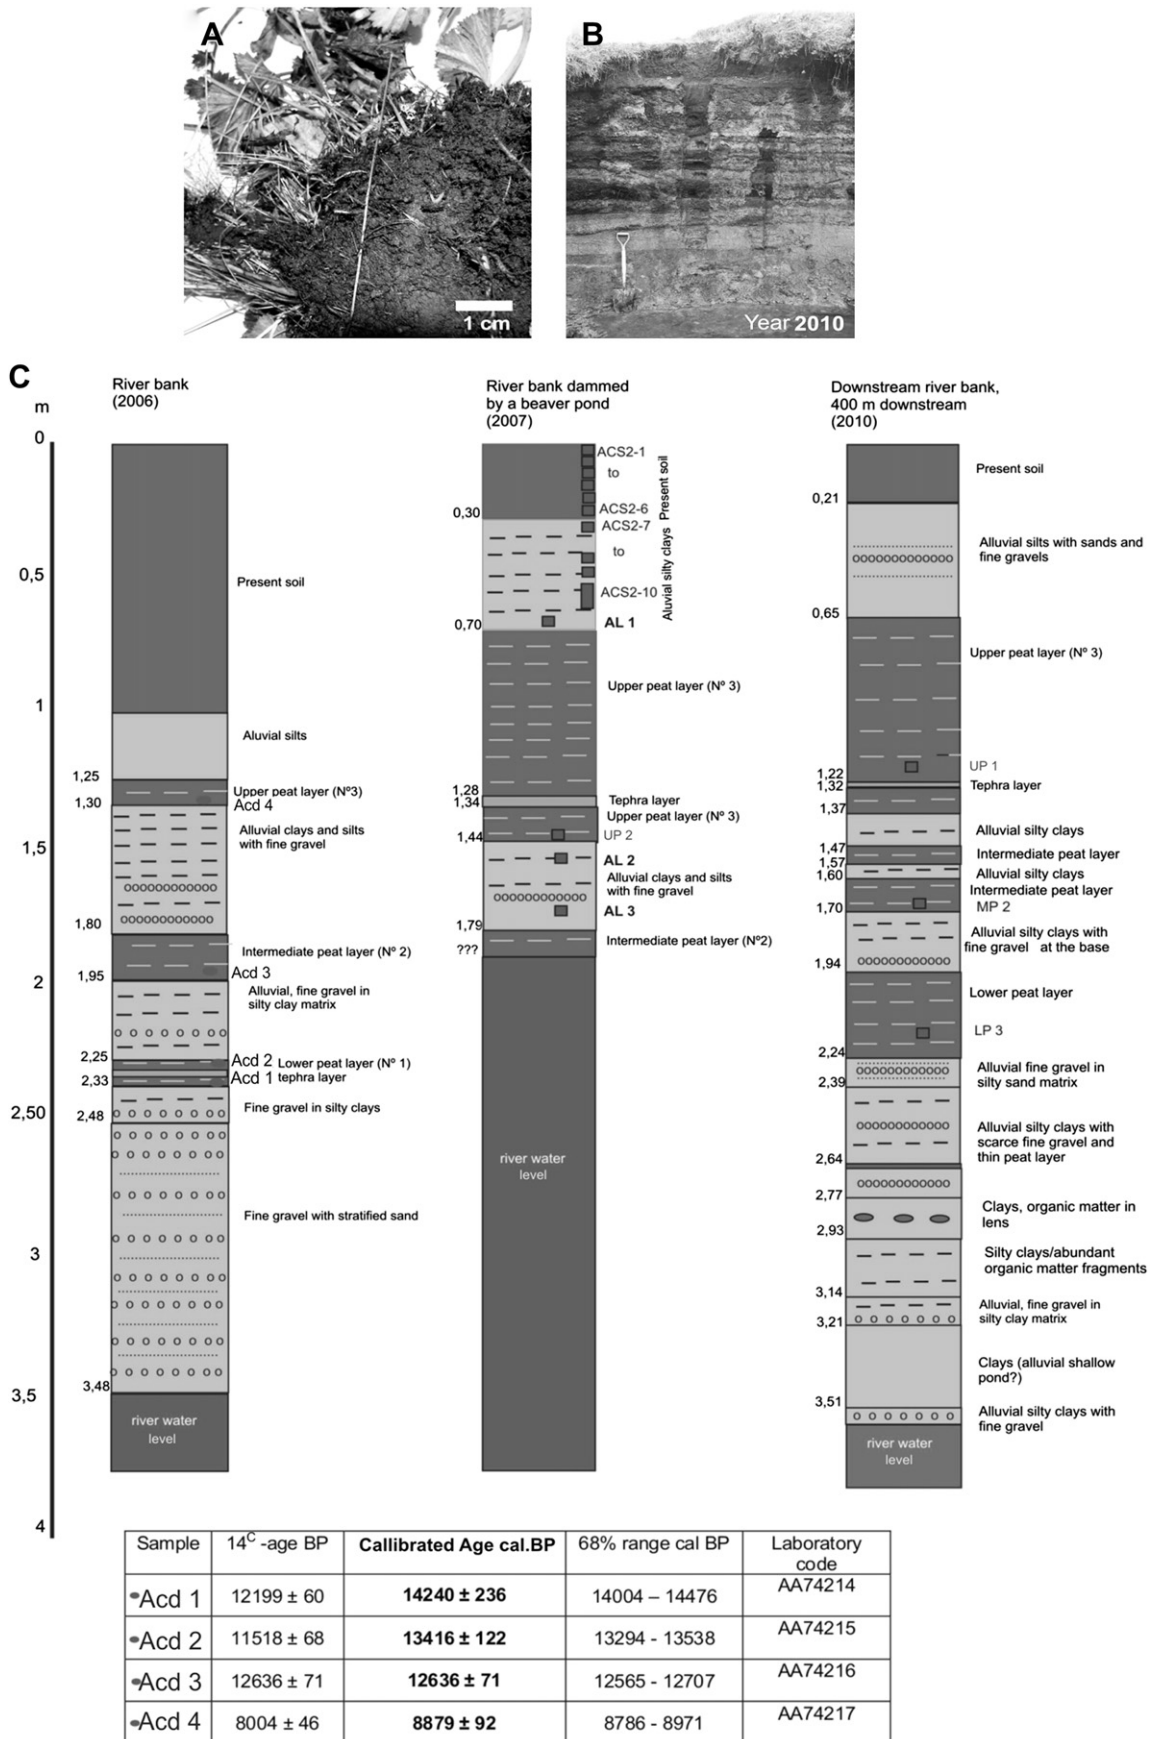 A
B
1 cm
Year 2010
C
m
0
0,5
1
1,5
2
2,50
3
3,5
4
River bank
(2006)
Present soil
Aluvial silts
1,25
Upper peat layer (Nº3)
1,30
Acd 4
Alluvial clays and silts
with fine gravel
1,80
Intermediate peat layer (Nº 2)
1,95
Acd 3
Alluvial, fine gravel in
silty clay matrix
2,25
Acd 2 Lower peat layer (Nº 1)
2,33
Acd 1 tephra layer
2,48
Fine gravel in silty clays
Fine gravel with stratified sand
3,48
river water
level
River bank dammed
by a beaver pond
(2007)
ACS2-1
to
ACS2-6
0,30
ACS2-7
to
ACS2-10
Present soil
Aluvial silty clays
AL 1
0,70
Upper peat layer (Nº 3)
1,28
1,34
Tephra layer
Upper peat layer (Nº 3)
1,44
UP 2
AL 2
Alluvial clays and silts
with fine gravel
AL 3
1,79
???
Intermediate peat layer (Nº2)
river water
level
Downstream river bank,
400 m downstream
(2010)
Present soil
0,21
Alluvial silts with sands and
fine gravels
0,65
Upper peat layer (Nº 3)
UP 1
1,22
1,32
Tephra layer
1,37
Alluvial silty clays
1,47
Intermediate peat layer
1,57
Alluvial silty clays
1,60
Intermediate peat layer
MP 2
1,70
Alluvial silty clays with
fine gravel at the base
1,94
Lower peat layer
LP 3
2,24
Alluvial fine gravel in
silty sand matrix
2,39
Alluvial silty clays with
scarce fine gravel and
thin peat layer
2,64
2,77
Clays, organic matter in
lens
2,93
Silty clays/abundant
organic matter fragments
3,14
Alluvial, fine gravel in
silty clay matrix
3,21
Clays (alluvial shallow
pond?)
3,51
Alluvial silty clays with
fine gravel
river water
level
Sample 14C -age BP Callibrated Age cal.BP 68% range cal BP Laboratory
code
Acd 1 12199 ± 60 14240 ± 236 14004 – 14476 AA74214
Acd 2 11518 ± 68 13416 ± 122 13294 - 13538 AA74215
Acd 3 12636 ± 71 12636 ± 71 12565 - 12707 AA74216
Acd 4 8004 ± 46 8879 ± 92 8786 - 8971 AA74217